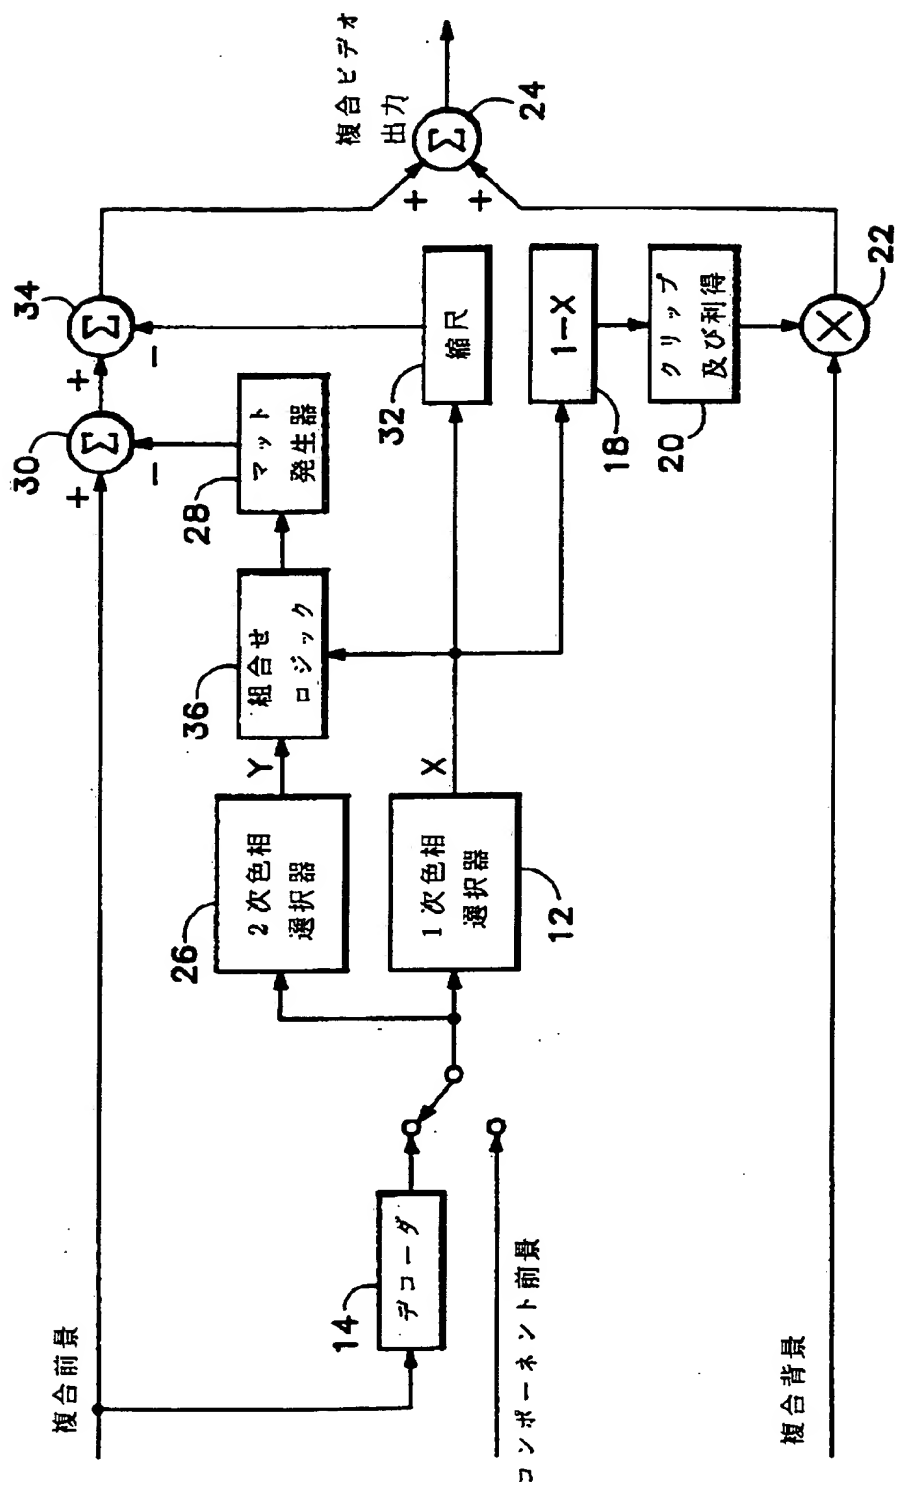 複合前景
コンポーネント前景
複合背景
14
デコーダ
26
2次色相
選択器
12
1次色相
選択器
Y
X
36
組合せ
ロジック
28
マット
発生器
30
Σ
+
−
34
Σ
+
−
32
縮尺
18
1−X
20
クリップ
及び利得
22
×
24
Σ
+
+
複合ビデオ
出力